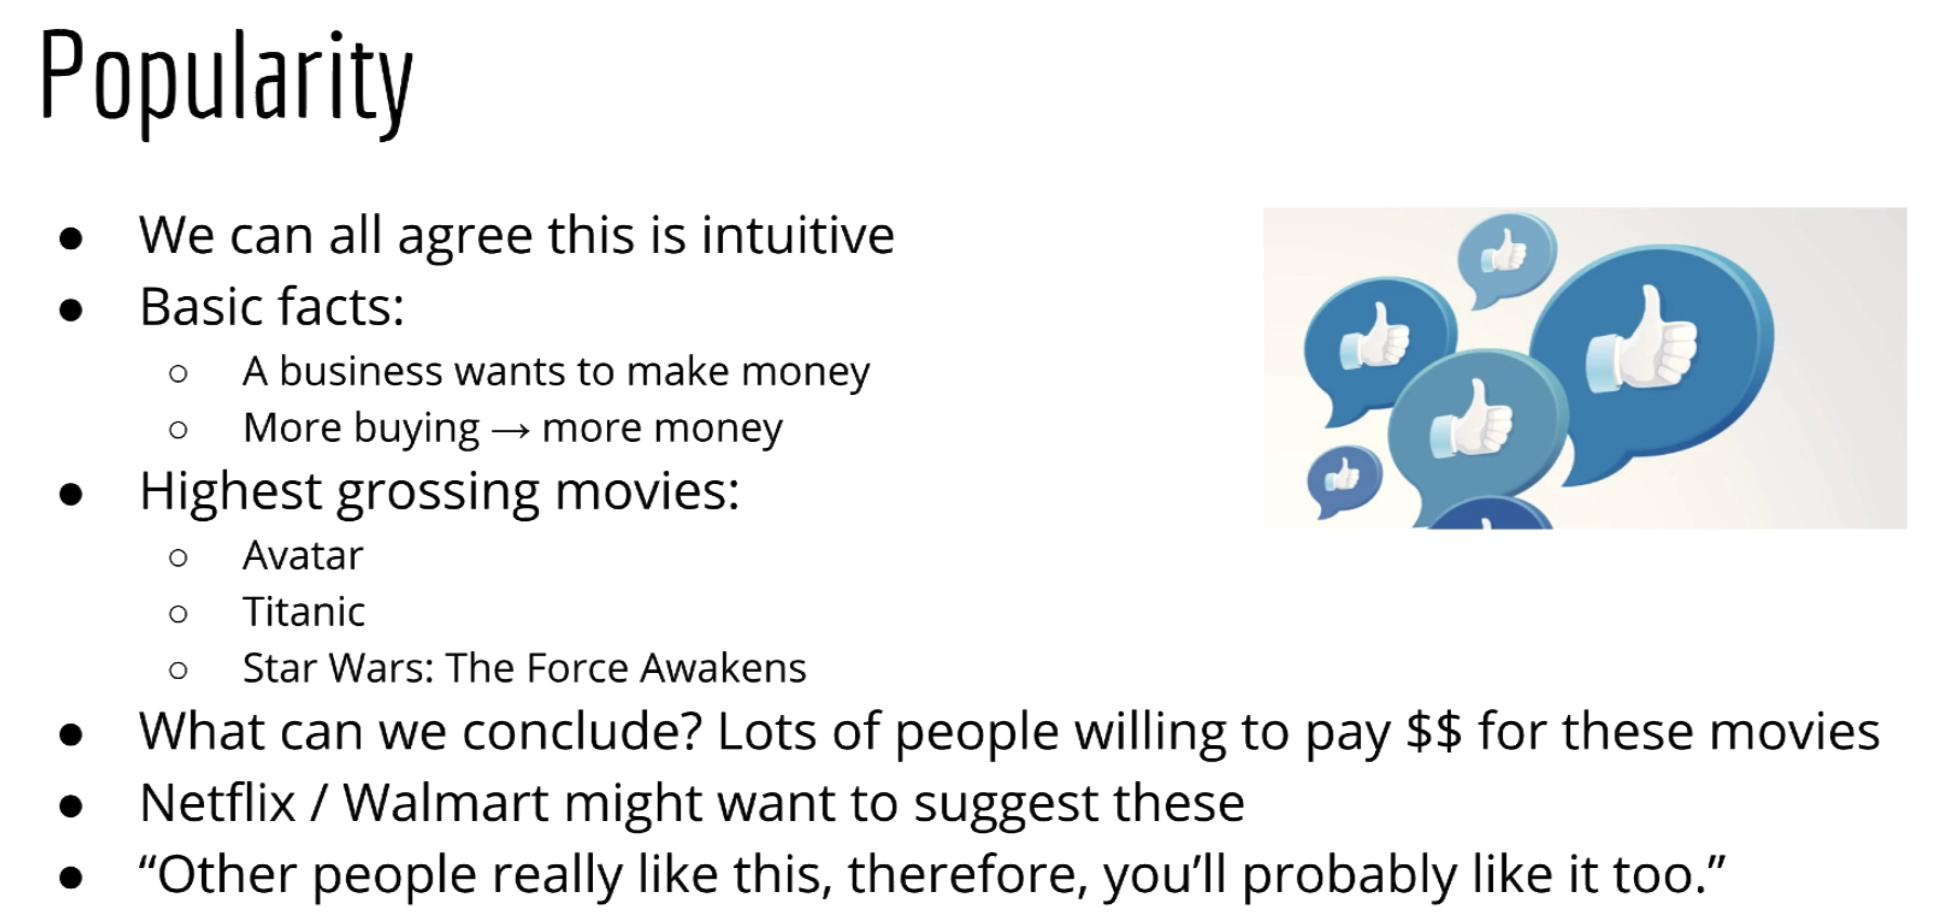 Popularity
● We can all agree this is intuitive
● Basic facts:
○ A business wants to make money
○ More buying → more money
● Highest grossing movies:
○ Avatar
○ Titanic
○ Star Wars: The Force Awakens
● What can we conclude? Lots of people willing to pay $$ for these movies
● Netflix / Walmart might want to suggest these
● “Other people really like this, therefore, you’ll probably like it too.”